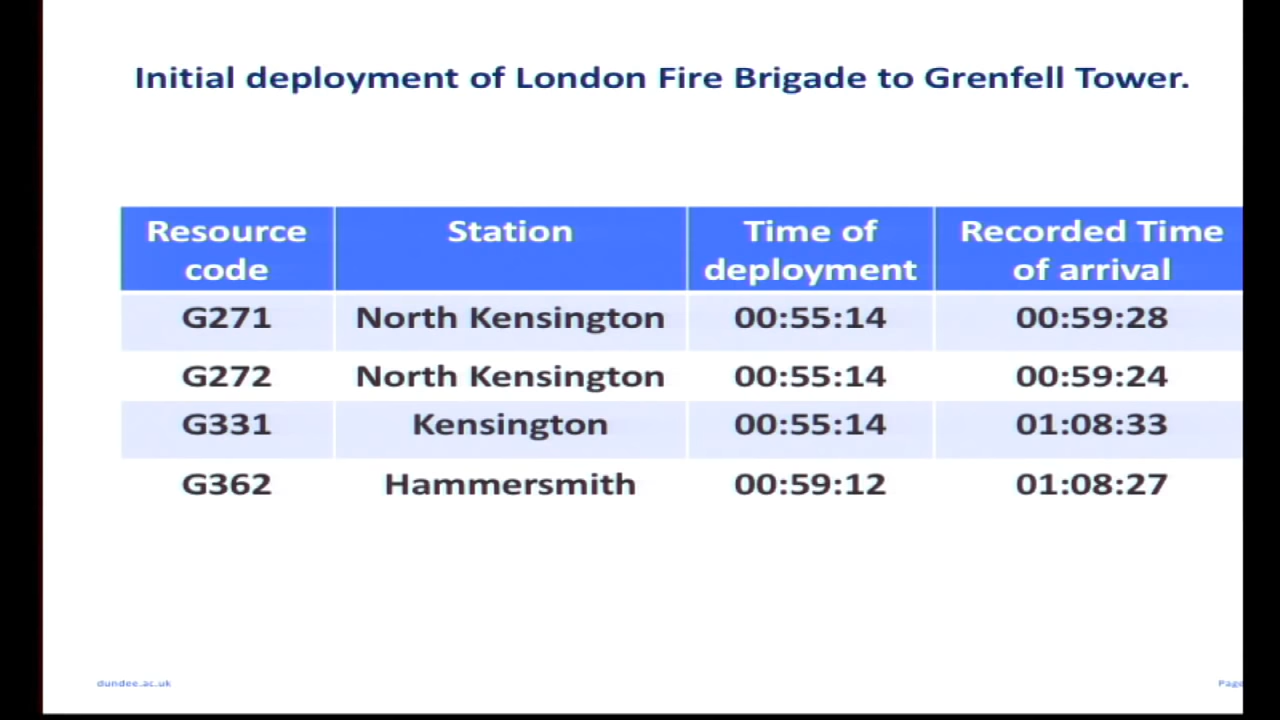 Initial deployment of London Fire Brigade to Grenfell Tower.
Resource code Station Time of deployment Recorded Time of arrival
G271 North Kensington 00:55:14 00:59:28
G272 North Kensington 00:55:14 00:59:24
G331 Kensington 00:55:14 01:08:33
G362 Hammersmith 00:59:12 01:08:27
dundee.ac.uk Page